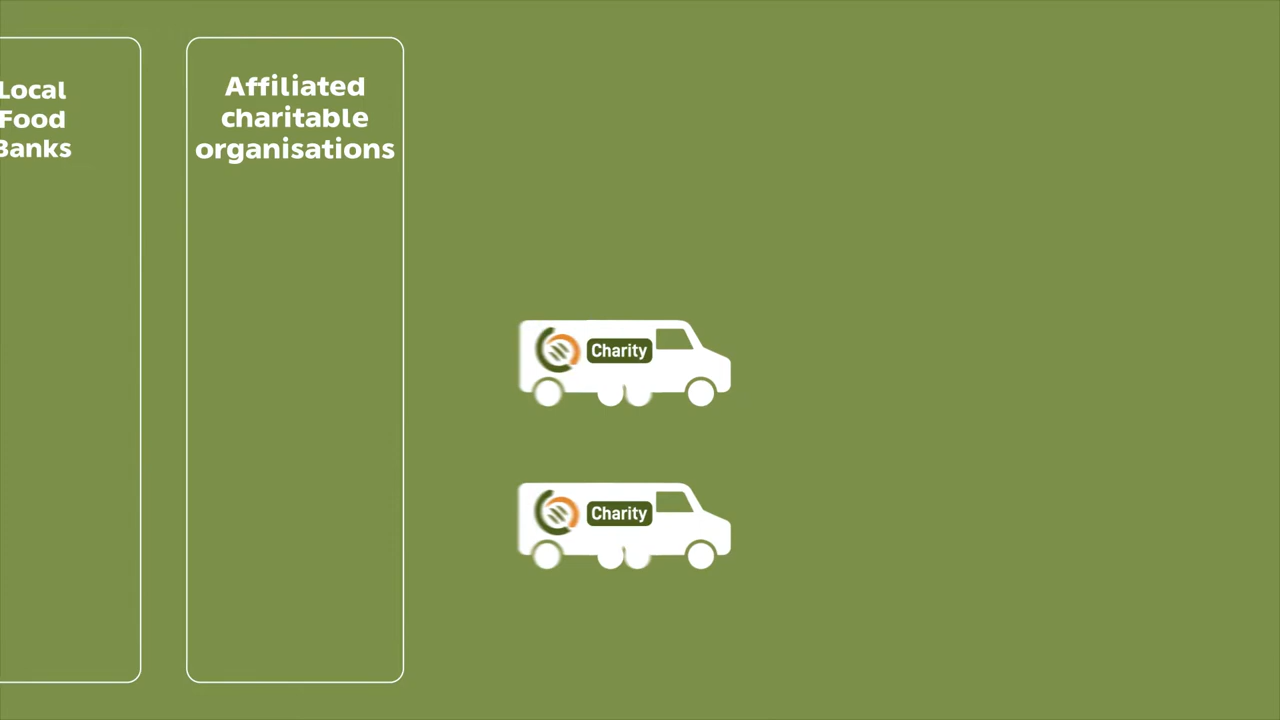 Local
Food
Banks
Affiliated
charitable
organisations
Charity
Charity